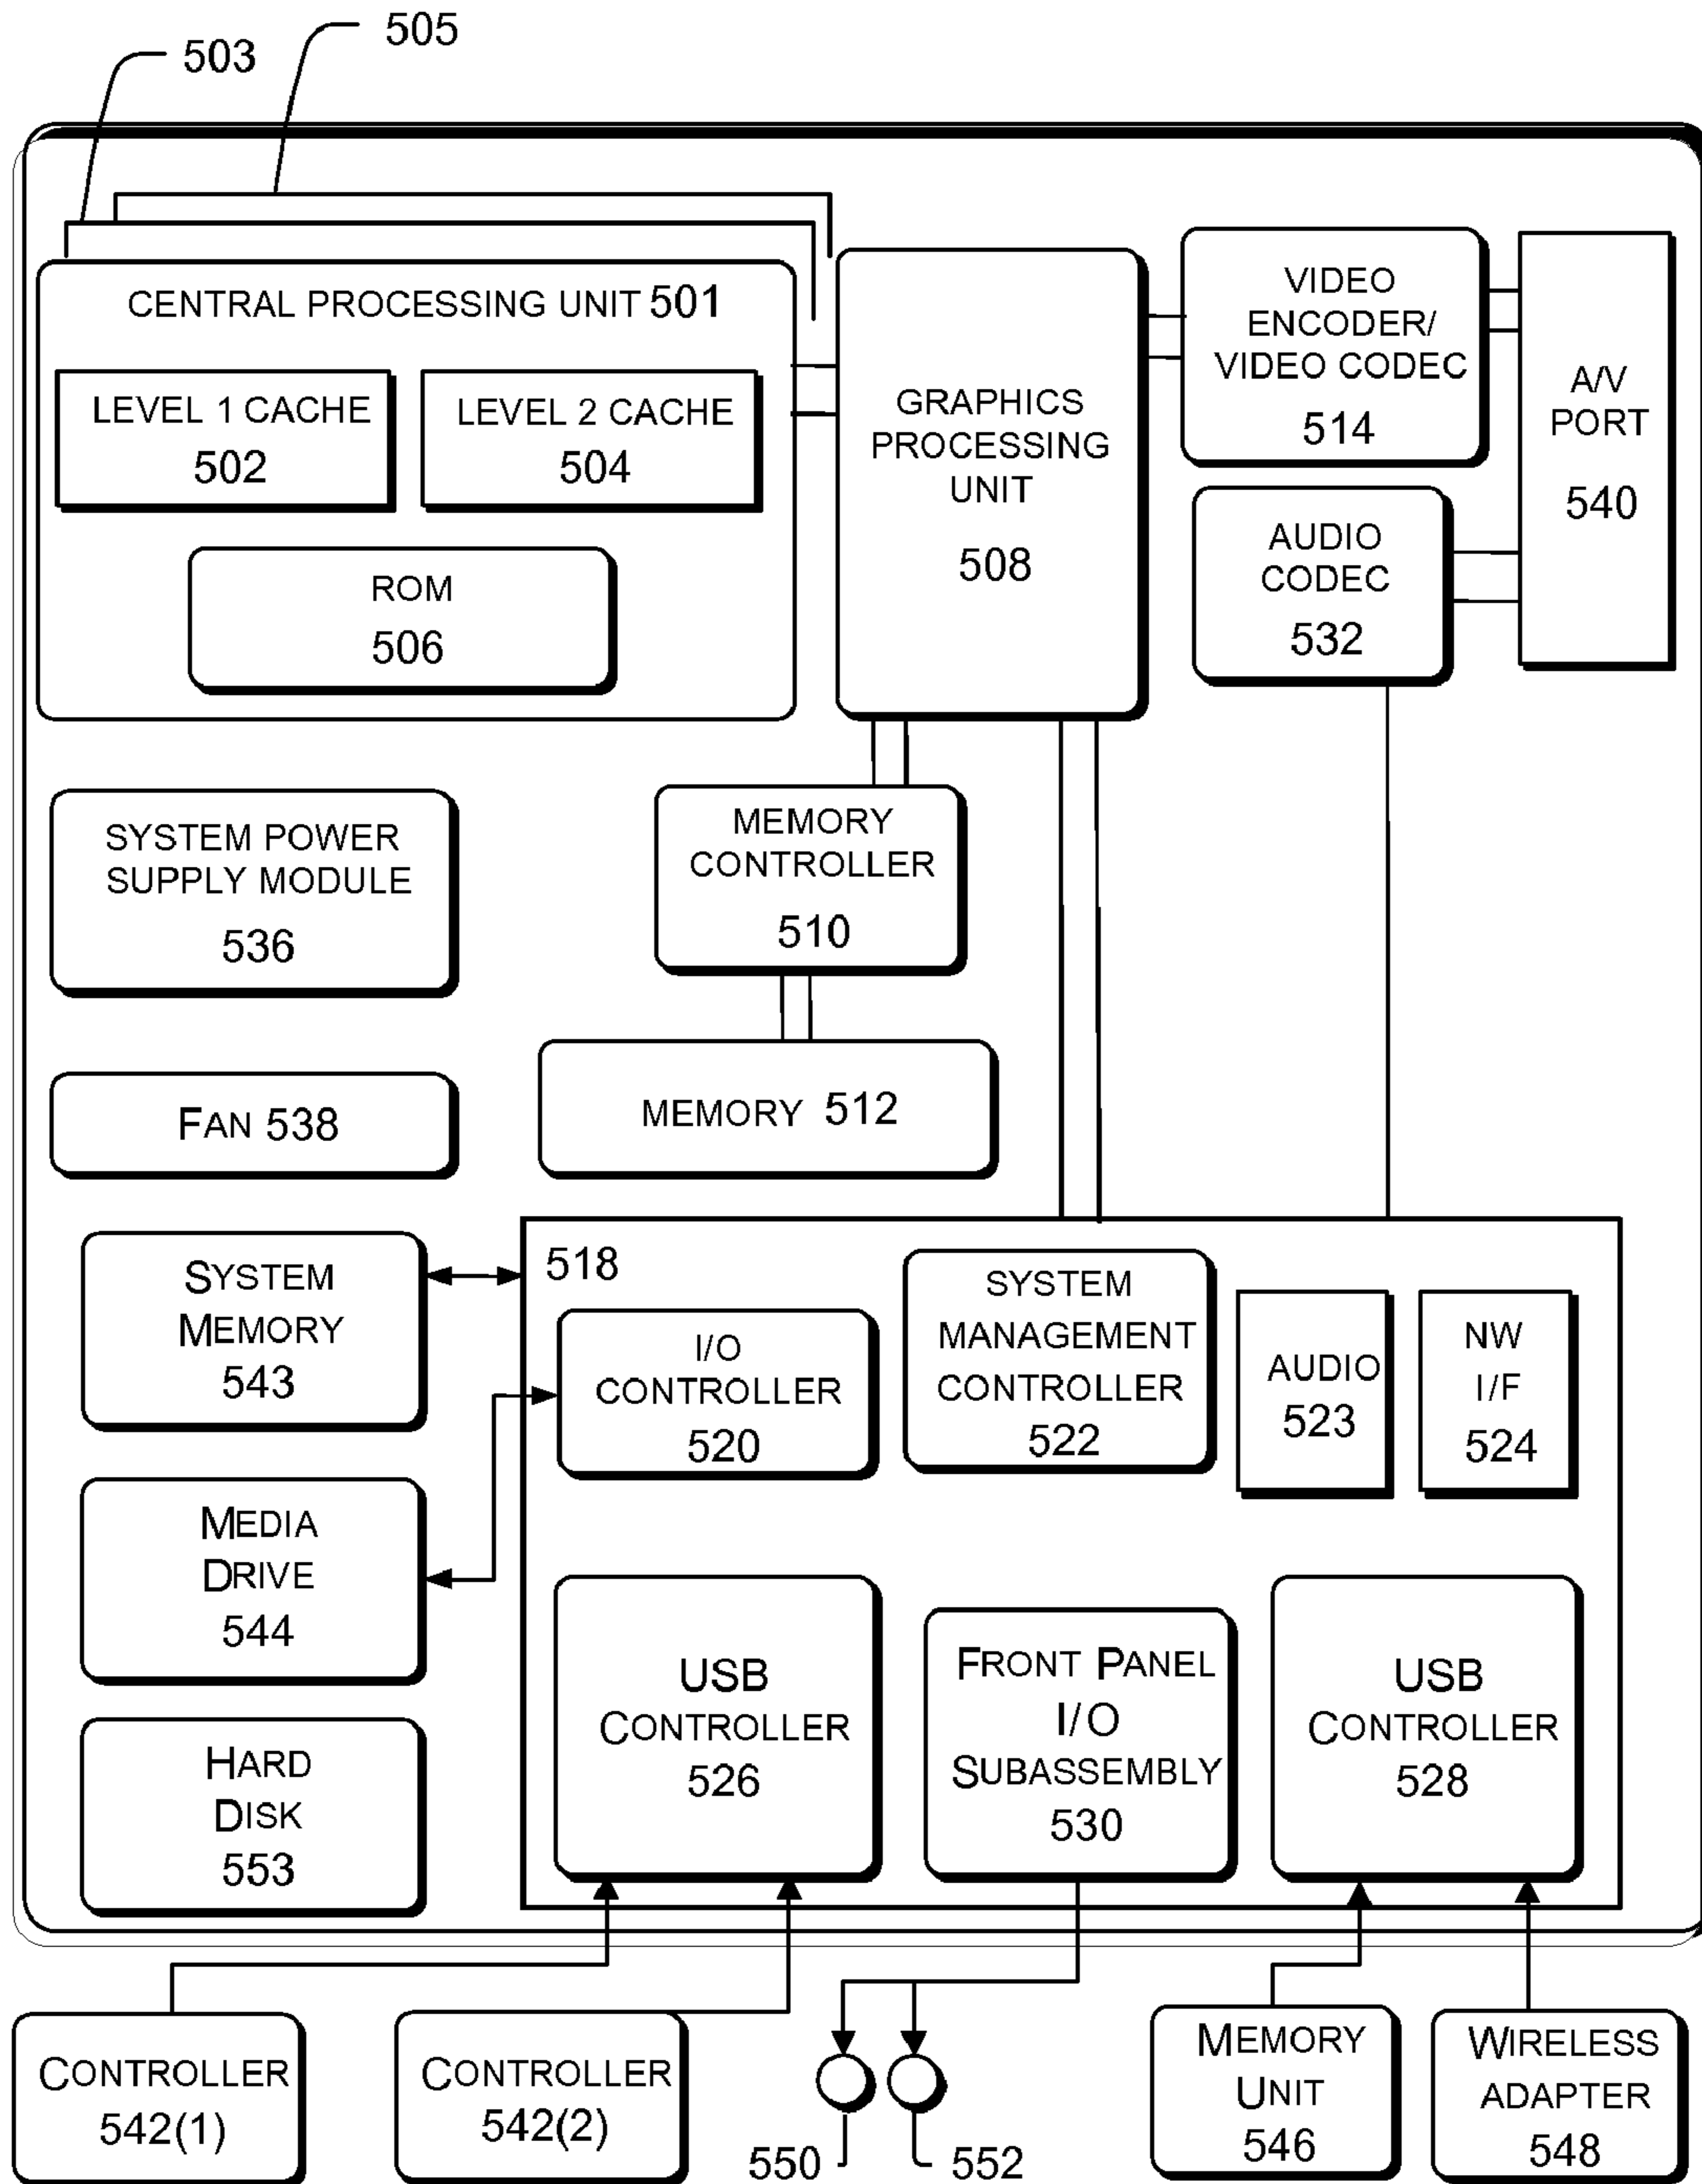 505
503
CENTRAL PROCESSING UNIT 501
LEVEL 1 CACHE
502
LEVEL 2 CACHE
504
ROM
506
GRAPHICS
PROCESSING
UNIT
508
VIDEO
ENCODER/
VIDEO CODEC
514
A/V
PORT
540
AUDIO
CODEC
532
SYSTEM POWER
SUPPLY MODULE
536
MEMORY
CONTROLLER
510
MEMORY 512
FAN 538
SYSTEM
MEMORY
543
518
I/O
CONTROLLER
520
SYSTEM
MANAGEMENT
CONTROLLER
522
AUDIO
523
NW
I/F
524
MEDIA
DRIVE
544
USB
CONTROLLER
526
FRONT PANEL
I/O
SUBASSEMBLY
530
USB
CONTROLLER
528
HARD
DISK
553
CONTROLLER
542(1)
CONTROLLER
542(2)
550
552
MEMORY
UNIT
546
WIRELESS
ADAPTER
548